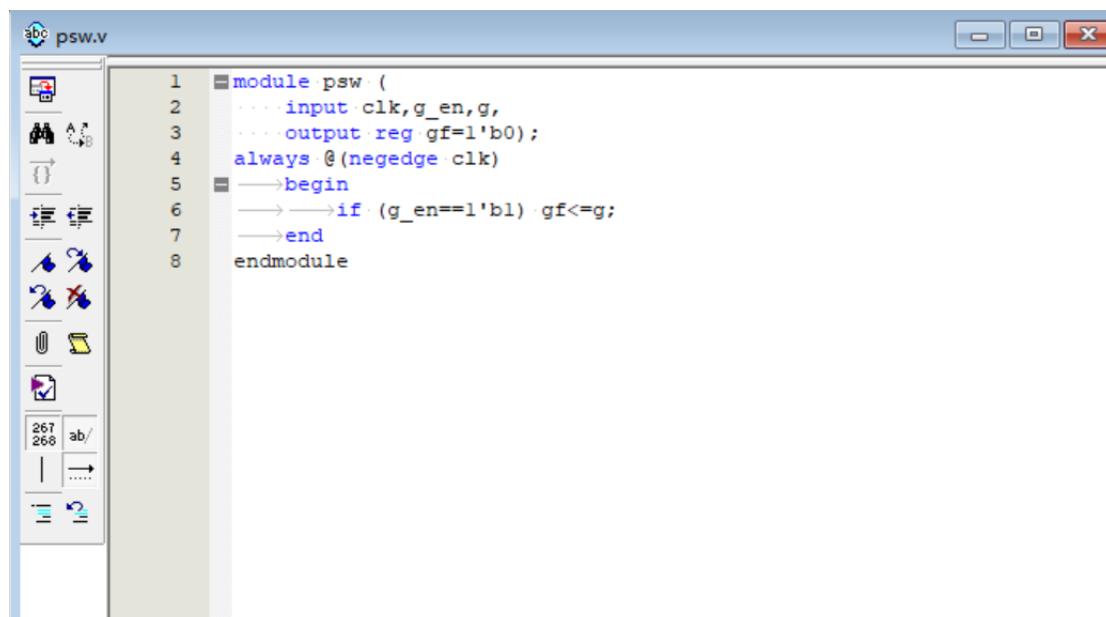 psw.v
1 module psw (
2 input clk,g_en,g,
3 output reg gf=1'b0);
4 always @(negedge clk)
5 begin
6 if (g_en==1'b1) gf<=g;
7 end
8 endmodule
267
268 ab/